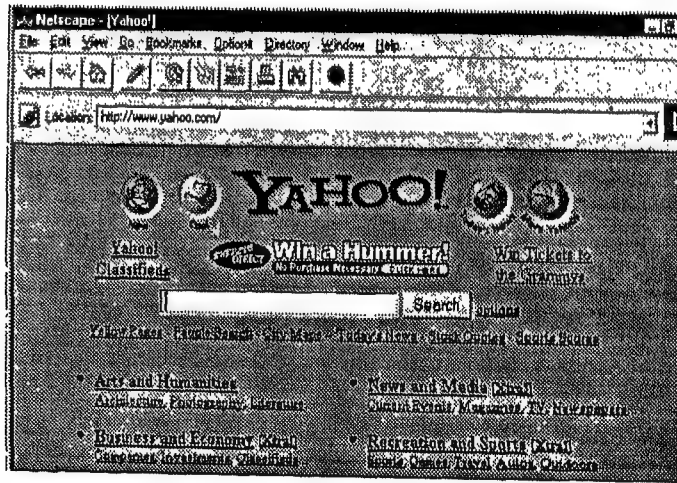 Netscape - [Yahoo!]
File Edit View Go Bookmarks Options Directory Window Help
Location: http://www.yahoo.com/
YAHOO!
Yahoo! Classifieds
Win a Hummer!
No Purchase Necessary
Win Tickets to the Grammys
Search options
Yellow Pages - People Search - City Maps - Today's News - Stock Quotes - Sports Scores
Arts and Humanities
Architecture, Photography, Literature
News and Media [Xtra!]
Current Events, Magazines, TV, Newspapers
Business and Economy [Xtra!]
Companies, Investments, Classifieds
Recreation and Sports [Xtra!]
Sports, Games, Travel, Autos, Outdoors